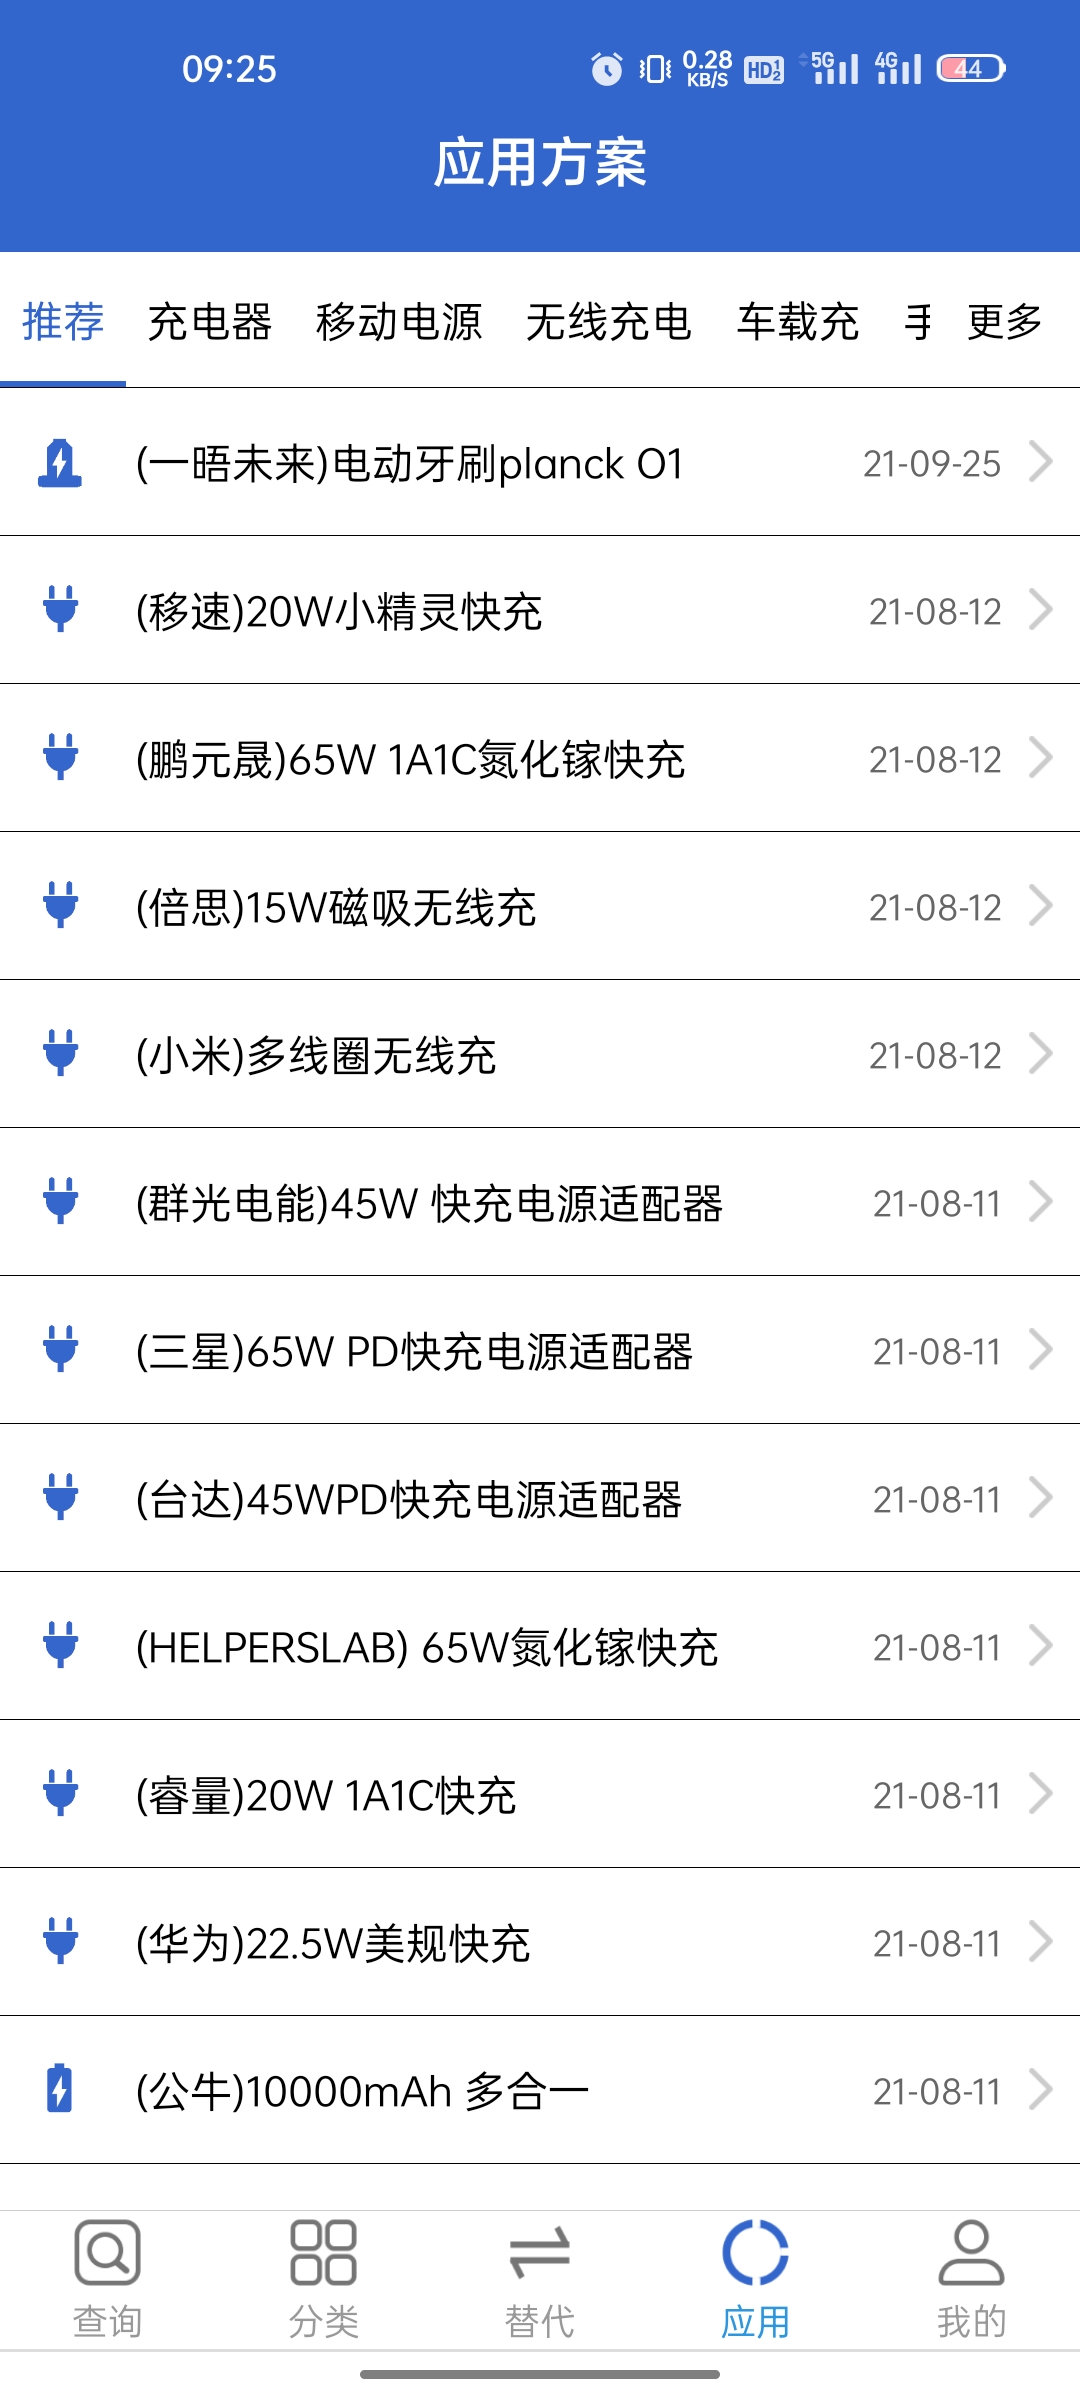 09:25
0.28
KB/S
HD 1 2
5G
4G
44
应用方案
推荐 充电器 移动电源 无线充电 车载充 更多
(一晤未来)电动牙刷planck 01 21-09-25
(移速)20W小精灵快充 21-08-12
(鹏元晟)65W 1A1C氮化镓快充 21-08-12
(倍思)15W磁吸无线充 21-08-12
(小米)多线圈无线充 21-08-12
(群光电能)45W 快充电源适配器 21-08-11
(三星)65W PD快充电源适配器 21-08-11
(台达)45WPD快充电源适配器 21-08-11
(HELPERSLAB) 65W氮化镓快充 21-08-11
(睿量)20W 1A1C快充 21-08-11
(华为)22.5W美规快充 21-08-11
(公牛)10000mAh 多合一 21-08-11
查询 分类 替代 应用 我的